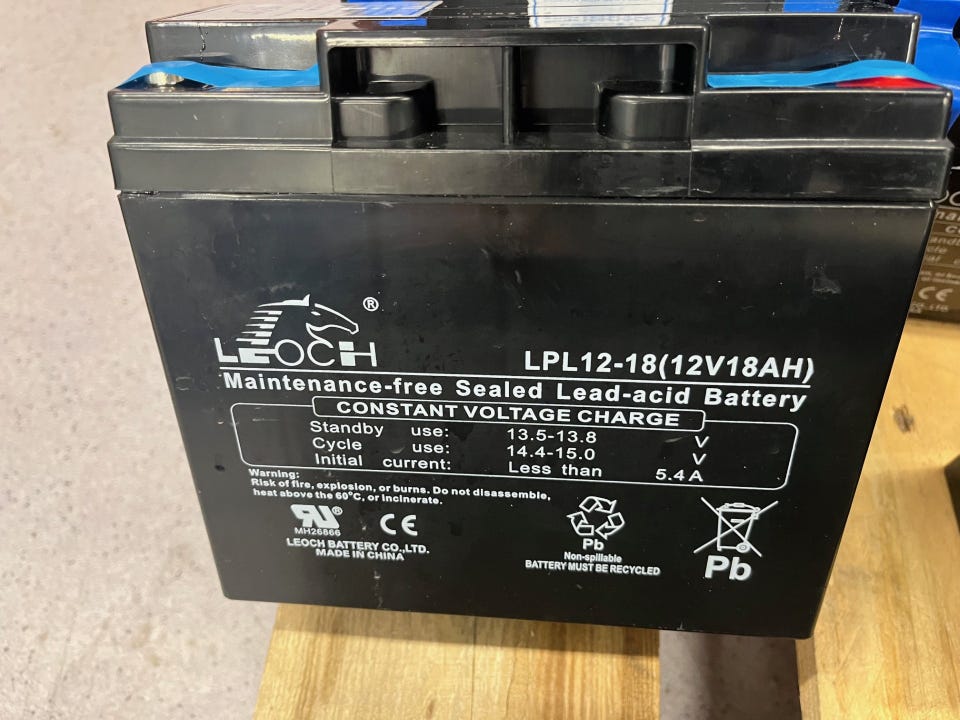 LEOCH ®
LPL12-18(12V18AH)
Maintenance-free Sealed Lead-acid Battery
CONSTANT VOLTAGE CHARGE
Standby use: 13.5-13.8 V
Cycle use: 14.4-15.0 V
Initial current: Less than 5.4A
Warning:
Risk of fire, explosion, or burns. Do not disassemble,
heat above the 60°C, or incinerate.
RU ® CE
MH26866
LEOCH BATTERY CO.,LTD.
MADE IN CHINA
Pb
Non-spillable
BATTERY MUST BE RECYCLED
Pb
CE